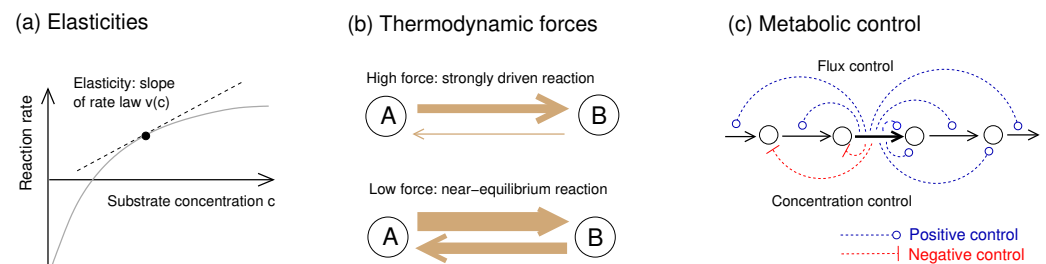 (a) Elasticities
Elasticity: slope
of rate law v(c)
Reaction rate
Substrate concentration c
(b) Thermodynamic forces
High force: strongly driven reaction
A
B
Low force: near−equilibrium reaction
A
B
(c) Metabolic control
Flux control
Concentration control
Positive control
Negative control